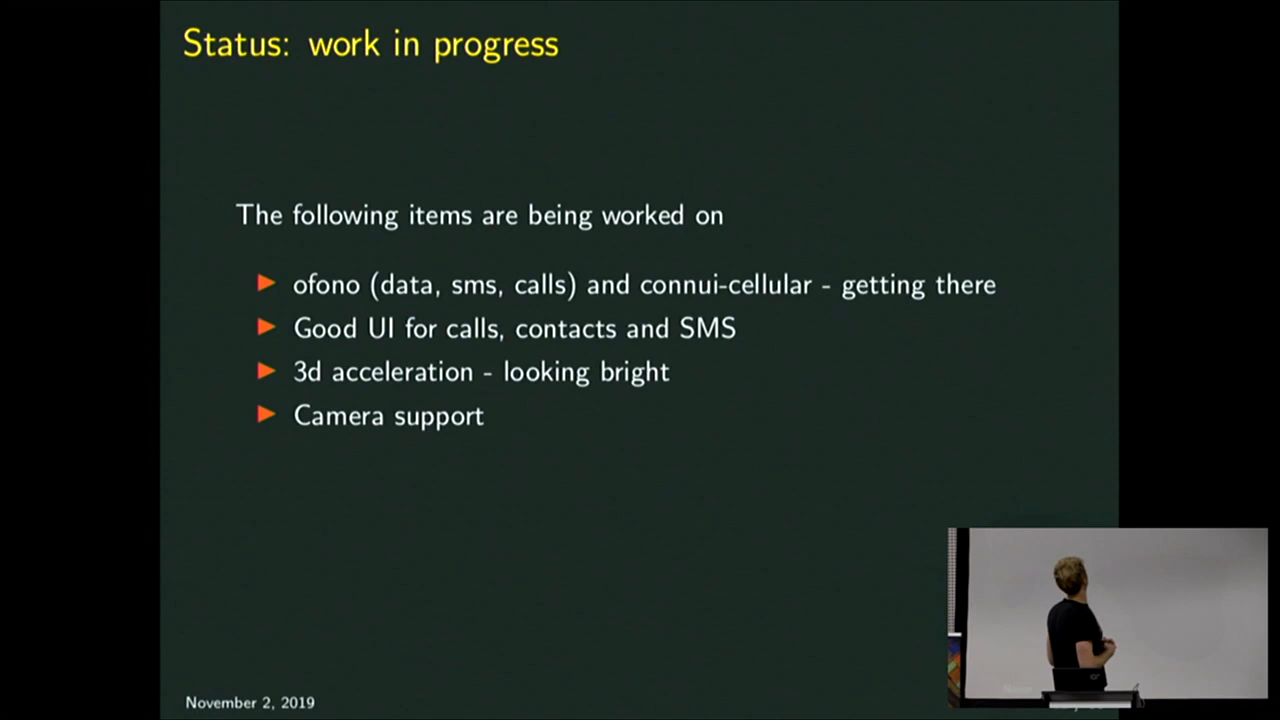 Status: work in progress
The following items are being worked on
ofono (data, sms, calls) and connui-cellular - getting there
Good UI for calls, contacts and SMS
3d acceleration - looking bright
Camera support
November 2, 2019